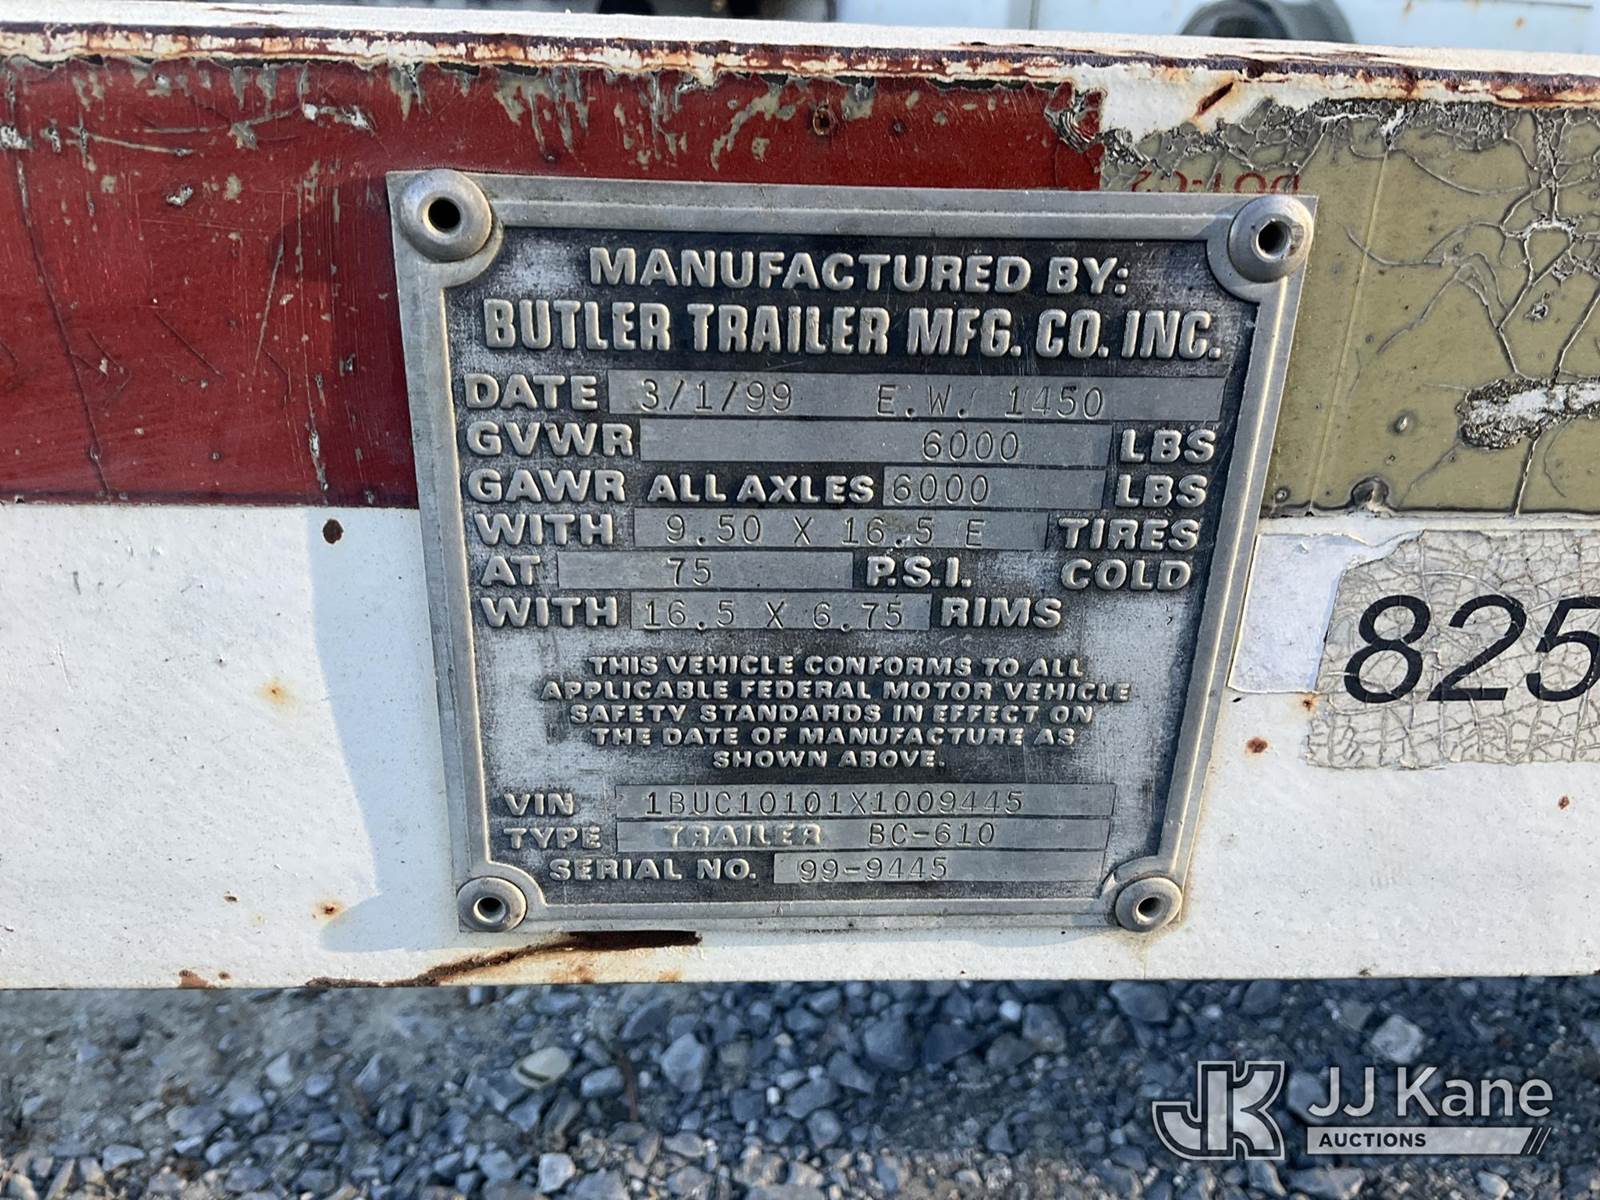 MANUFACTURED BY:
BUTLER TRAILER MFG. CO. INC.
DATE 3/1/99 E.W. 1450
GVWR 6000 LBS
GAWR ALL AXLES 6000 LBS
WITH 9.50 X 16.5 E TIRES
AT 75 P.S.I. COLD
WITH 16.5 X 6.75 RIMS
THIS VEHICLE CONFORMS TO ALL
APPLICABLE FEDERAL MOTOR VEHICLE
SAFETY STANDARDS IN EFFECT ON
THE DATE OF MANUFACTURE AS
SHOWN ABOVE.
VIN 1BUC10101X1009445
TYPE TRAILER BC-610
SERIAL NO. 99-9445
DOT-C2
825
JK JJ Kane
AUCTIONS